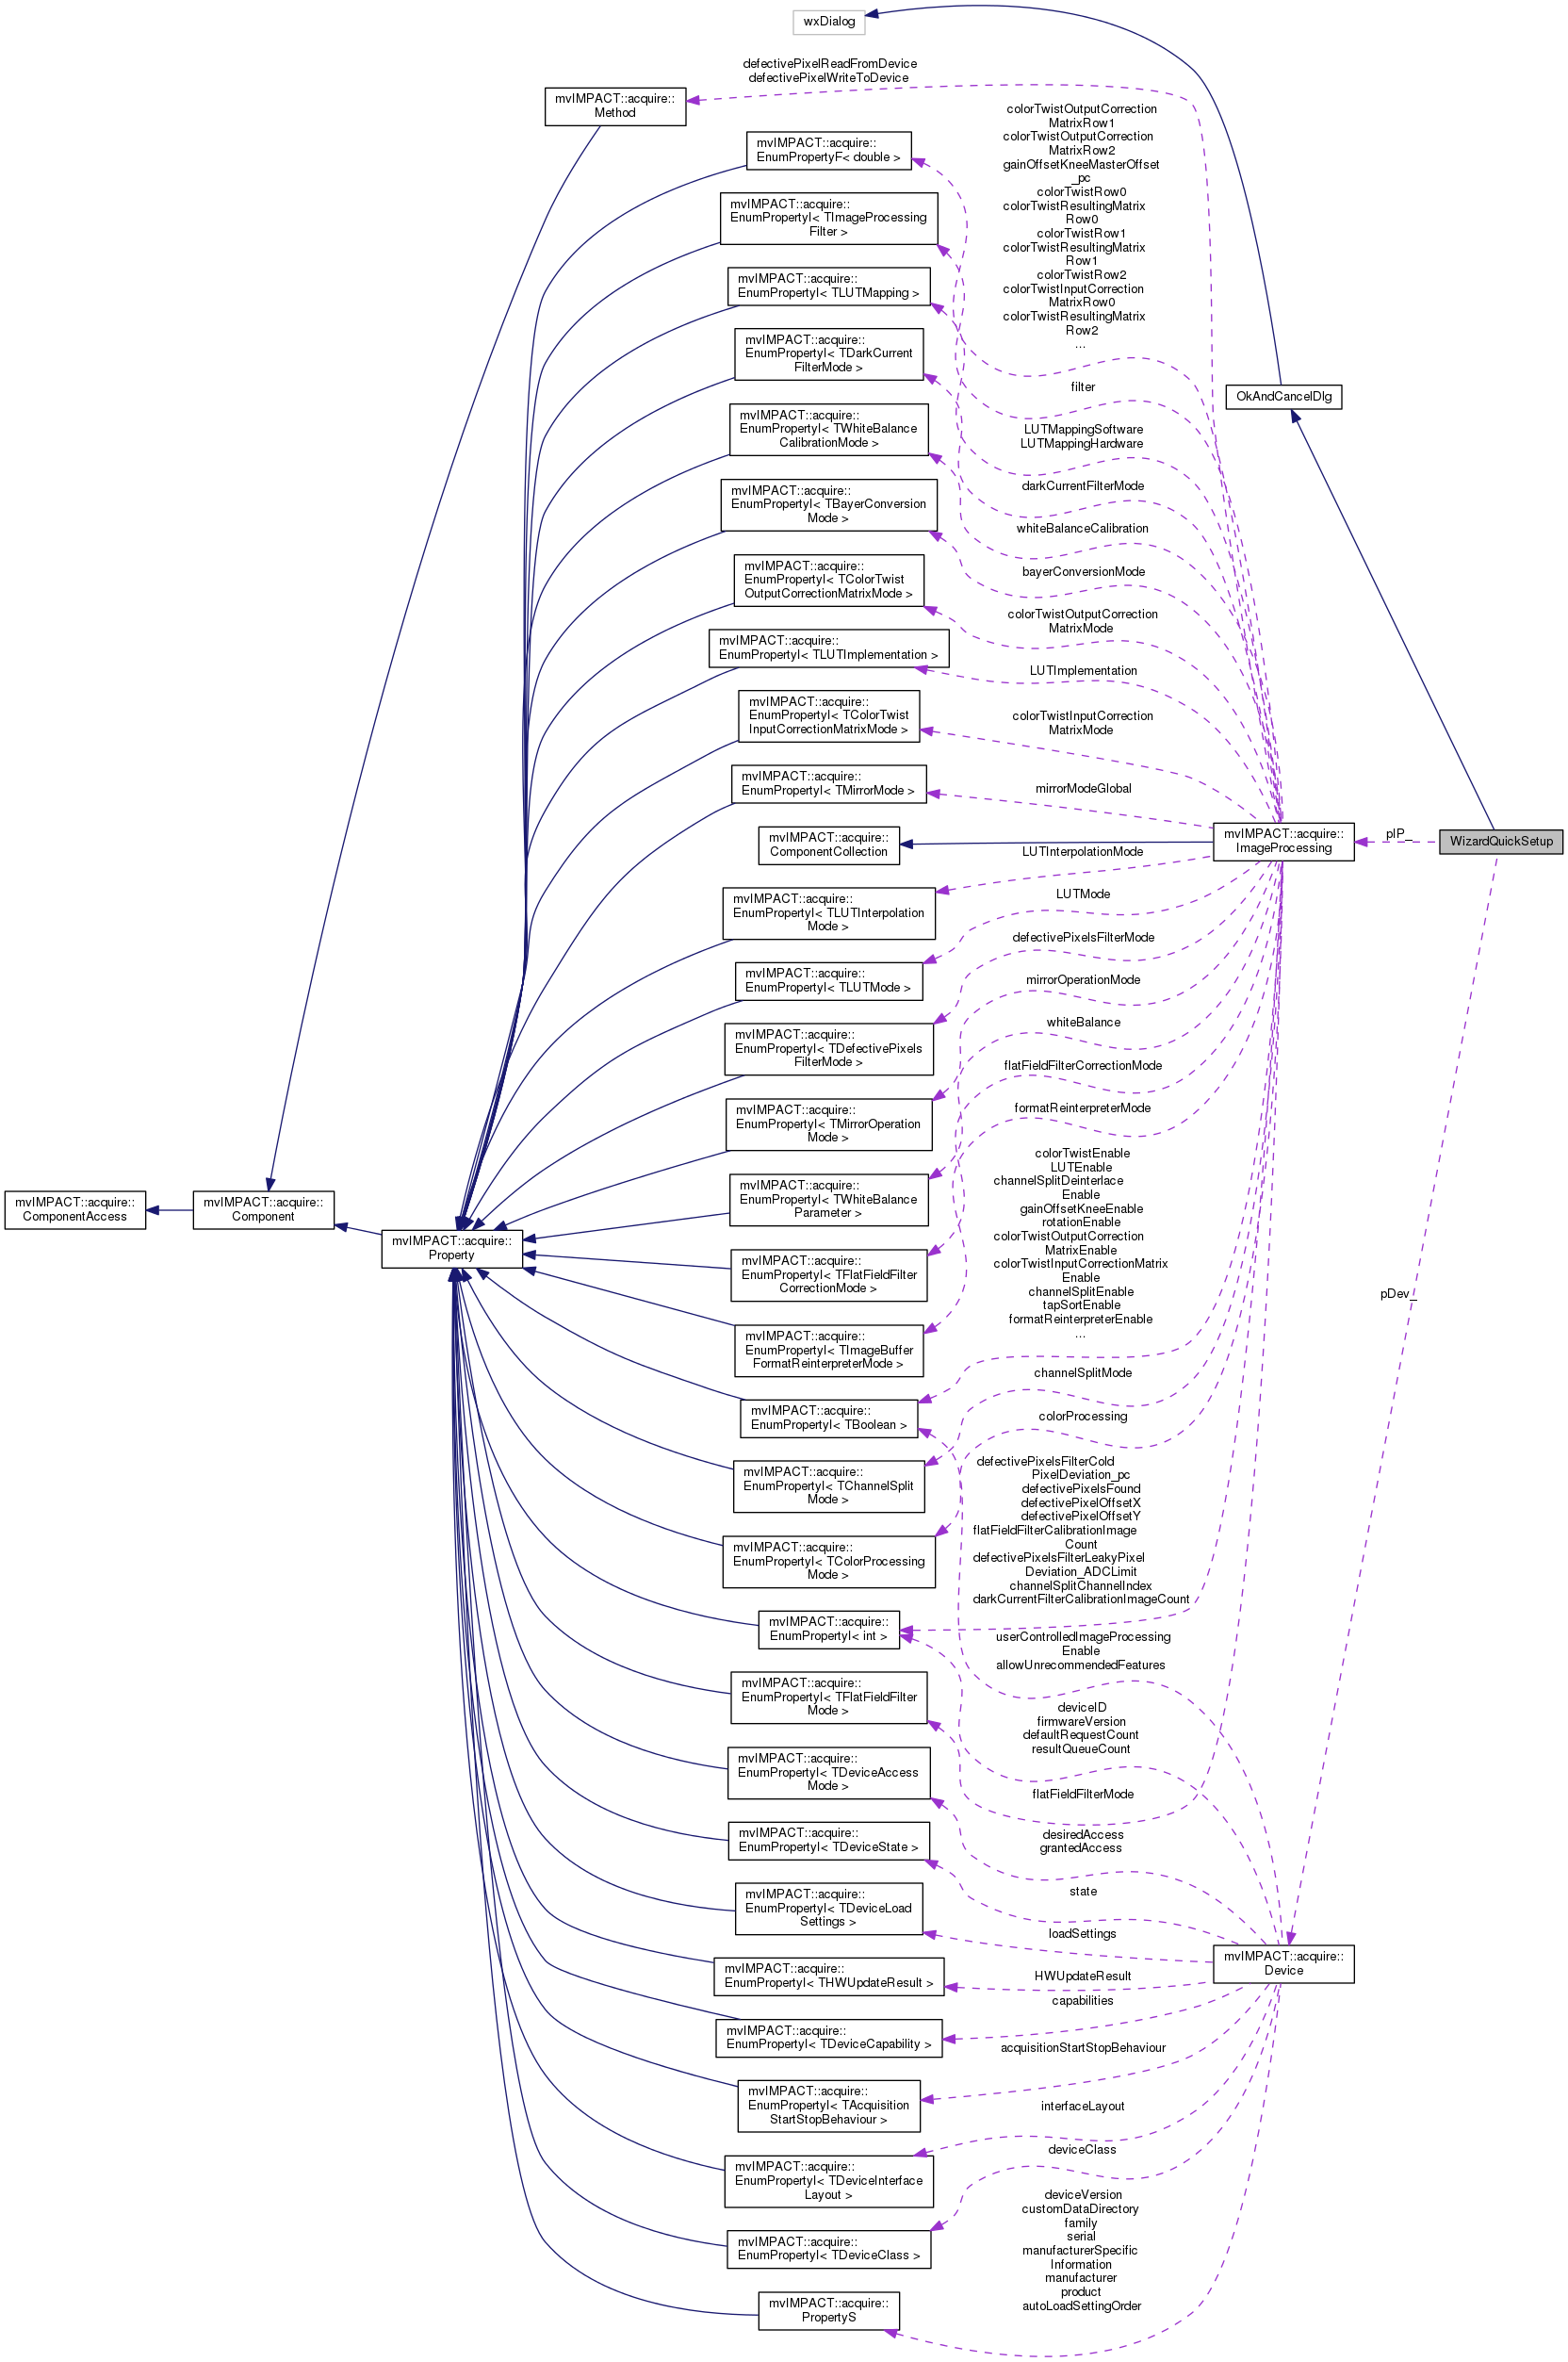 wxDialog
defectivePixelReadFromDevice
defectivePixelWriteToDevice
mvIMPACT::acquire::
Method
colorTwistOutputCorrection
MatrixRow1
colorTwistOutputCorrection
MatrixRow2
gainOffsetKneeMasterOffset
_pc
colorTwistRow0
colorTwistResultingMatrix
Row0
colorTwistRow1
colorTwistResultingMatrix
Row1
colorTwistRow2
colorTwistInputCorrection
MatrixRow0
colorTwistResultingMatrix
Row2
...
mvIMPACT::acquire::
EnumPropertyF< double >
mvIMPACT::acquire::
EnumPropertyI< TImageProcessing
Filter >
mvIMPACT::acquire::
EnumPropertyI< TLUTMapping >
mvIMPACT::acquire::
EnumPropertyI< TDarkCurrent
FilterMode >
filter
OkAndCancelDlg
mvIMPACT::acquire::
EnumPropertyI< TWhiteBalance
CalibrationMode >
LUTMappingSoftware
LUTMappingHardware
mvIMPACT::acquire::
EnumPropertyI< TBayerConversion
Mode >
darkCurrentFilterMode
whiteBalanceCalibration
mvIMPACT::acquire::
EnumPropertyI< TColorTwist
OutputCorrectionMatrixMode >
bayerConversionMode
colorTwistOutputCorrection
MatrixMode
mvIMPACT::acquire::
EnumPropertyI< TLUTImplementation >
LUTImplementation
mvIMPACT::acquire::
EnumPropertyI< TColorTwist
InputCorrectionMatrixMode >
colorTwistInputCorrection
MatrixMode
mvIMPACT::acquire::
EnumPropertyI< TMirrorMode >
mirrorModeGlobal
mvIMPACT::acquire::
ComponentCollection
mvIMPACT::acquire::
ImageProcessing
pIP_
WizardQuickSetup
LUTInterpolationMode
mvIMPACT::acquire::
EnumPropertyI< TLUTInterpolation
Mode >
LUTMode
mvIMPACT::acquire::
EnumPropertyI< TLUTMode >
defectivePixelsFilterMode
mvIMPACT::acquire::
EnumPropertyI< TDefectivePixels
FilterMode >
mirrorOperationMode
whiteBalance
mvIMPACT::acquire::
EnumPropertyI< TMirrorOperation
Mode >
flatFieldFilterCorrectionMode
formatReinterpreterMode
mvIMPACT::acquire::
EnumPropertyI< TWhiteBalance
Parameter >
mvIMPACT::acquire::
ComponentAccess
mvIMPACT::acquire::
Component
mvIMPACT::acquire::
Property
mvIMPACT::acquire::
EnumPropertyI< TFlatFieldFilter
CorrectionMode >
colorTwistEnable
LUTEnable
channelSplitDeinterlace
Enable
gainOffsetKneeEnable
rotationEnable
colorTwistOutputCorrection
MatrixEnable
colorTwistInputCorrectionMatrix
Enable
channelSplitEnable
tapSortEnable
formatReinterpreterEnable
...
pDev_
mvIMPACT::acquire::
EnumPropertyI< TImageBuffer
FormatReinterpreterMode >
channelSplitMode
mvIMPACT::acquire::
EnumPropertyI< TBoolean >
colorProcessing
mvIMPACT::acquire::
EnumPropertyI< TChannelSplit
Mode >
defectivePixelsFilterCold
PixelDeviation_pc
defectivePixelsFound
defectivePixelOffsetX
defectivePixelOffsetY
flatFieldFilterCalibrationImage
Count
defectivePixelsFilterLeakyPixel
Deviation_ADCLimit
channelSplitChannelIndex
darkCurrentFilterCalibrationImageCount
mvIMPACT::acquire::
EnumPropertyI< TColorProcessing
Mode >
mvIMPACT::acquire::
EnumPropertyI< int >
userControlledImageProcessing
Enable
allowUnrecommendedFeatures
mvIMPACT::acquire::
EnumPropertyI< TFlatFieldFilter
Mode >
deviceID
firmwareVersion
defaultRequestCount
resultQueueCount
mvIMPACT::acquire::
EnumPropertyI< TDeviceAccess
Mode >
flatFieldFilterMode
desiredAccess
grantedAccess
mvIMPACT::acquire::
EnumPropertyI< TDeviceState >
state
mvIMPACT::acquire::
EnumPropertyI< TDeviceLoad
Settings >
loadSettings
mvIMPACT::acquire::
Device
mvIMPACT::acquire::
EnumPropertyI< THWUpdateResult >
HWUpdateResult
capabilities
mvIMPACT::acquire::
EnumPropertyI< TDeviceCapability >
acquisitionStartStopBehaviour
mvIMPACT::acquire::
EnumPropertyI< TAcquisition
StartStopBehaviour >
interfaceLayout
mvIMPACT::acquire::
EnumPropertyI< TDeviceInterface
Layout >
deviceClass
mvIMPACT::acquire::
EnumPropertyI< TDeviceClass >
deviceVersion
customDataDirectory
family
serial
manufacturerSpecific
Information
manufacturer
product
autoLoadSettingOrder
mvIMPACT::acquire::
PropertyS